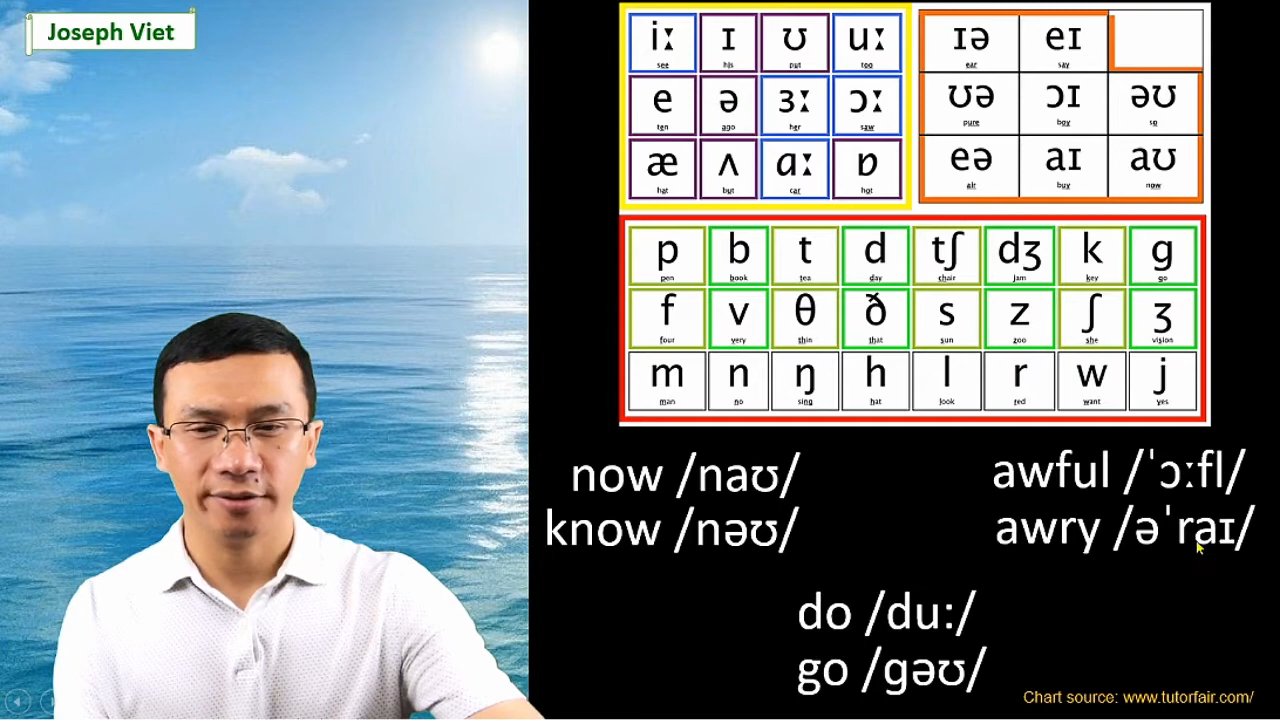 Joseph Viet
iː ɪ ʊ uː
see his put too
e ə ɜː ɔː
ten ago her saw
æ ʌ ɑː ɒ
hat but car hot
ɪə eɪ
ear say
ʊə ɔɪ əʊ
pure boy so
eə aɪ aʊ
air buy now
p b t d tʃ dʒ k g
pen book tea day chair jam key go
f v θ ð s z ʃ ʒ
four very thin that sun zoo she vision
m n ŋ h l r w j
man no sing hat look red want yes
now /naʊ/
know /nəʊ/
awful /ˈɔːfl/
awry /əˈraɪ/
do /du:/
go /gəʊ/
Chart source: www.tutorfair.com/